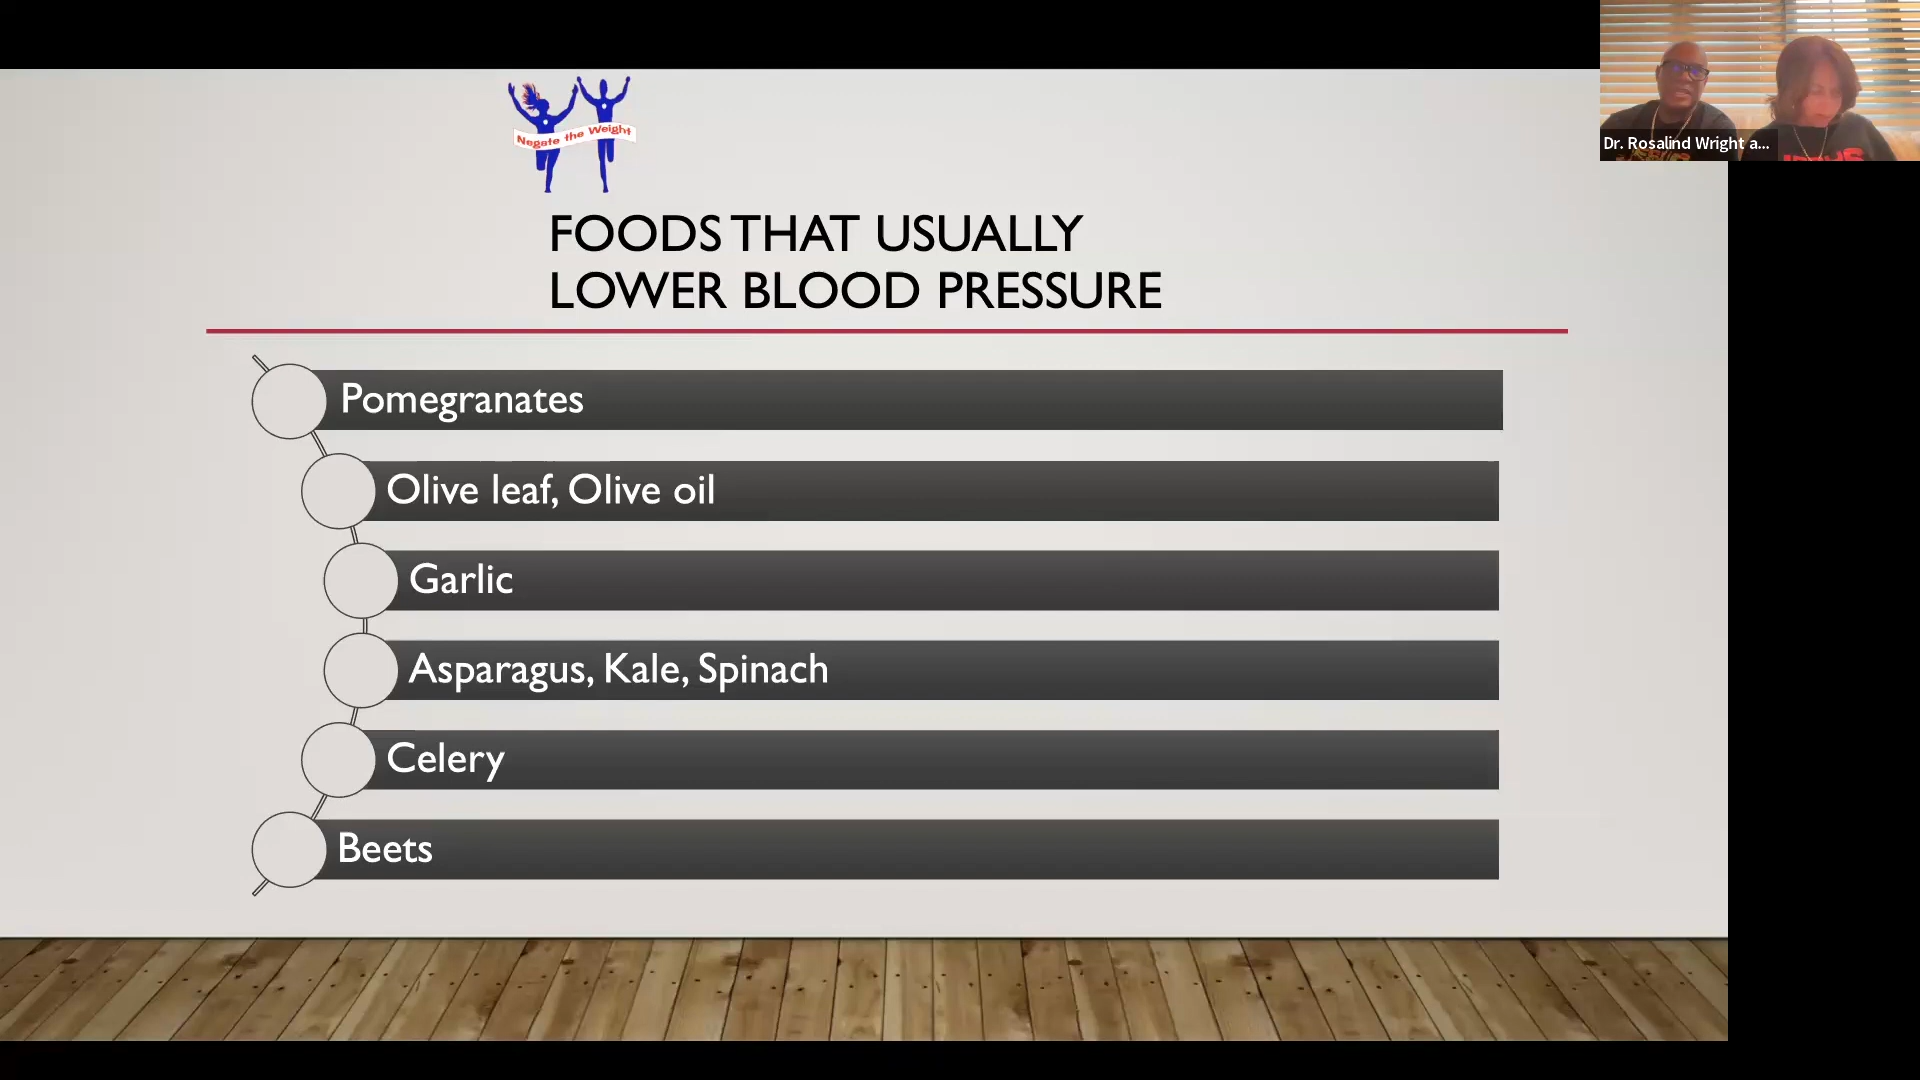 Negate the Weight
FOODS THAT USUALLY
LOWER BLOOD PRESSURE
Pomegranates
Olive leaf, Olive oil
Garlic
Asparagus, Kale, Spinach
Celery
Beets
Dr. Rosalind Wright a...